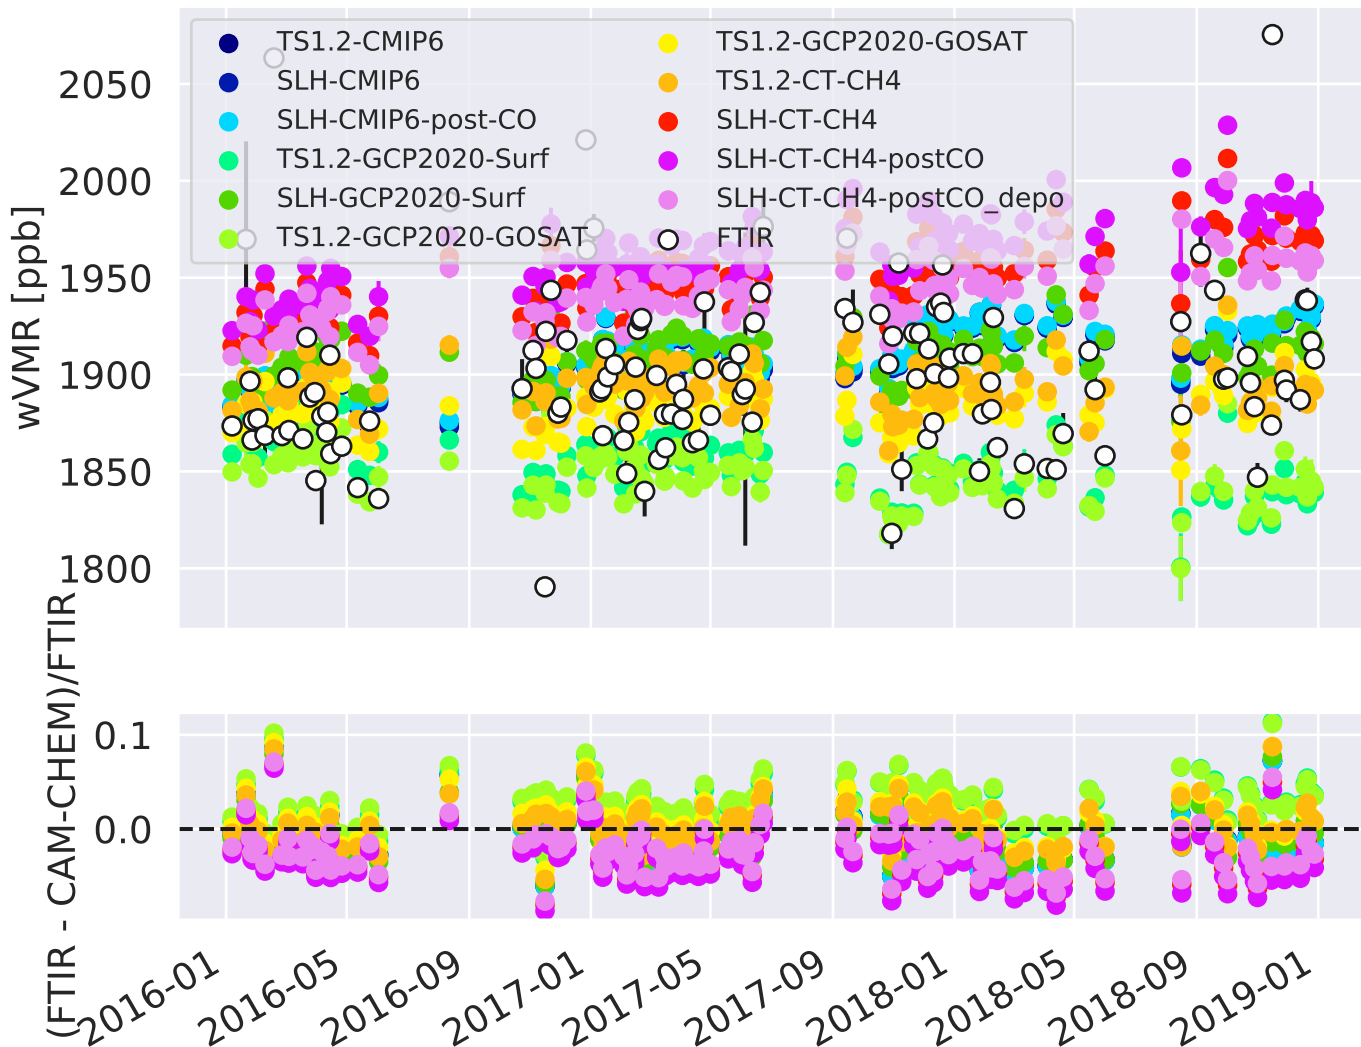 2050
2000
1950
1900
1850
1800
wVMR [ppb]
TS1.2-CMIP6
SLH-CMIP6
SLH-CMIP6-post-CO
TS1.2-GCP2020-Surf
SLH-GCP2020-Surf
TS1.2-GCP2020-GOSAT
TS1.2-GCP2020-GOSAT
TS1.2-CT-CH4
SLH-CT-CH4
SLH-CT-CH4-postCO
SLH-CT-CH4-postCO_depo
FTIR
0.1
0.0
(FTIR - CAM-CHEM)/FTIR
2016-01
2016-05
2016-09
2017-01
2017-05
2017-09
2018-01
2018-05
2018-09
2019-01